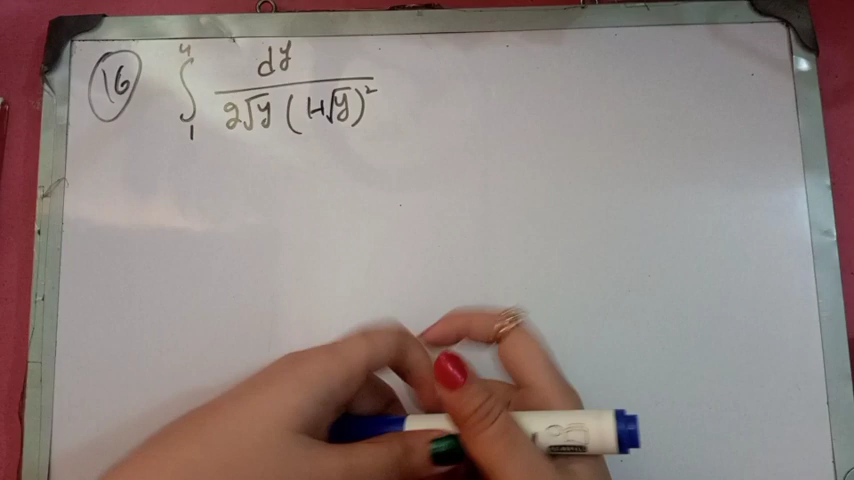 16 ∫₁⁴ dy / 2√y (1+√y)²